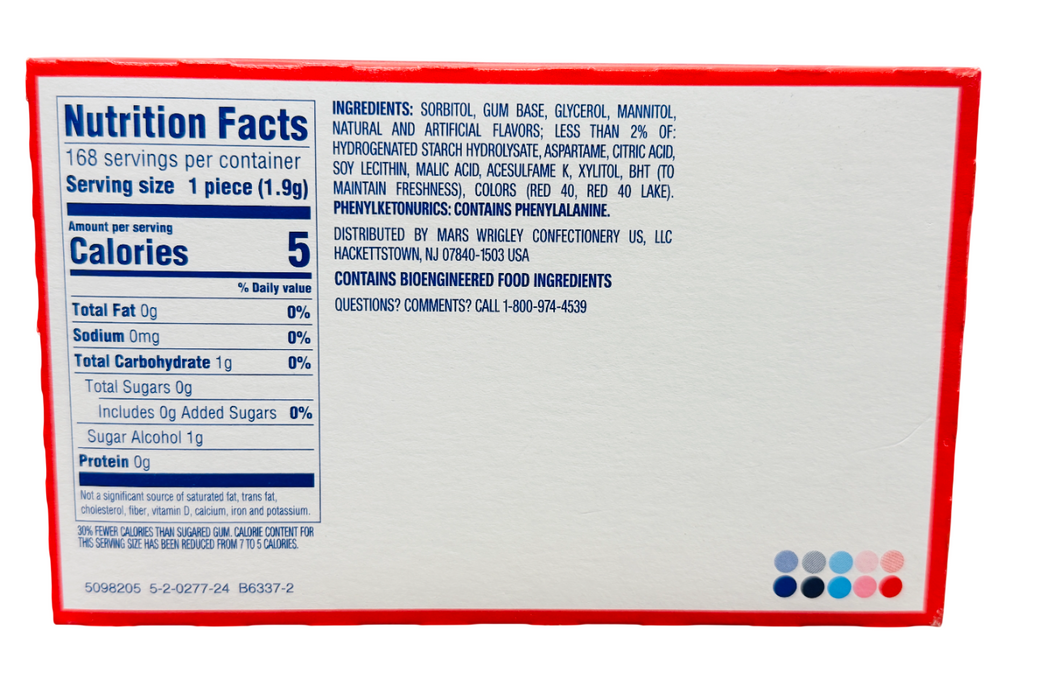 Nutrition Facts
168 servings per container
Serving size 1 piece (1.9g)
Amount per serving
Calories 5
% Daily value
Total Fat 0g 0%
Sodium 0mg 0%
Total Carbohydrate 1g 0%
Total Sugars 0g
Includes 0g Added Sugars 0%
Sugar Alcohol 1g
Protein 0g
Not a significant source of saturated fat, trans fat,
cholesterol, fiber, vitamin D, calcium, iron and potassium.
30% FEWER CALORIES THAN SUGARED GUM. CALORIE CONTENT FOR
THIS SERVING SIZE HAS BEEN REDUCED FROM 7 TO 5 CALORIES.
5098205 5-2-0277-24 B6337-2
INGREDIENTS: SORBITOL, GUM BASE, GLYCEROL, MANNITOL,
NATURAL AND ARTIFICIAL FLAVORS; LESS THAN 2% OF:
HYDROGENATED STARCH HYDROLYSATE, ASPARTAME, CITRIC ACID,
SOY LECITHIN, MALIC ACID, ACESULFAME K, XYLITOL, BHT (TO
MAINTAIN FRESHNESS), COLORS (RED 40, RED 40 LAKE).
PHENYLKETONURICS: CONTAINS PHENYLALANINE.
DISTRIBUTED BY MARS WRIGLEY CONFECTIONERY US, LLC
HACKETTSTOWN, NJ 07840-1503 USA
CONTAINS BIOENGINEERED FOOD INGREDIENTS
QUESTIONS? COMMENTS? CALL 1-800-974-4539